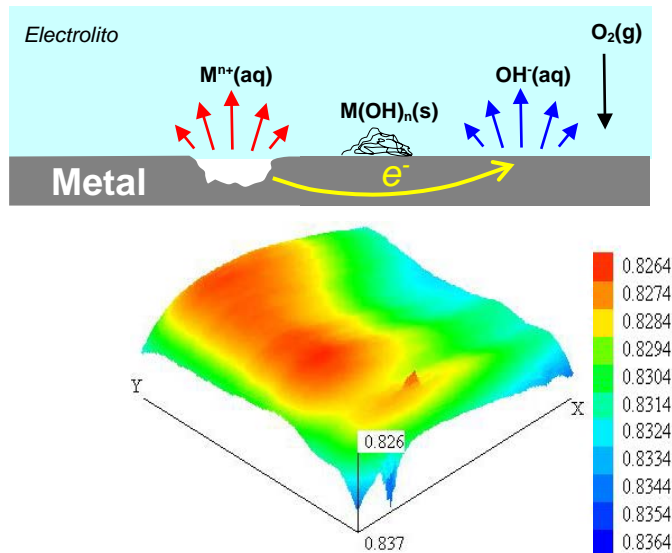 Electrolito
O₂(g)
Mⁿ⁺(aq)
OH⁻(aq)
M(OH)ₙ(s)
Metal
e⁻
0.8264
0.8274
0.8284
0.8294
0.8304
0.8314
0.8324
0.8334
0.8344
0.8354
0.8364
Y
X
0.826
0.837